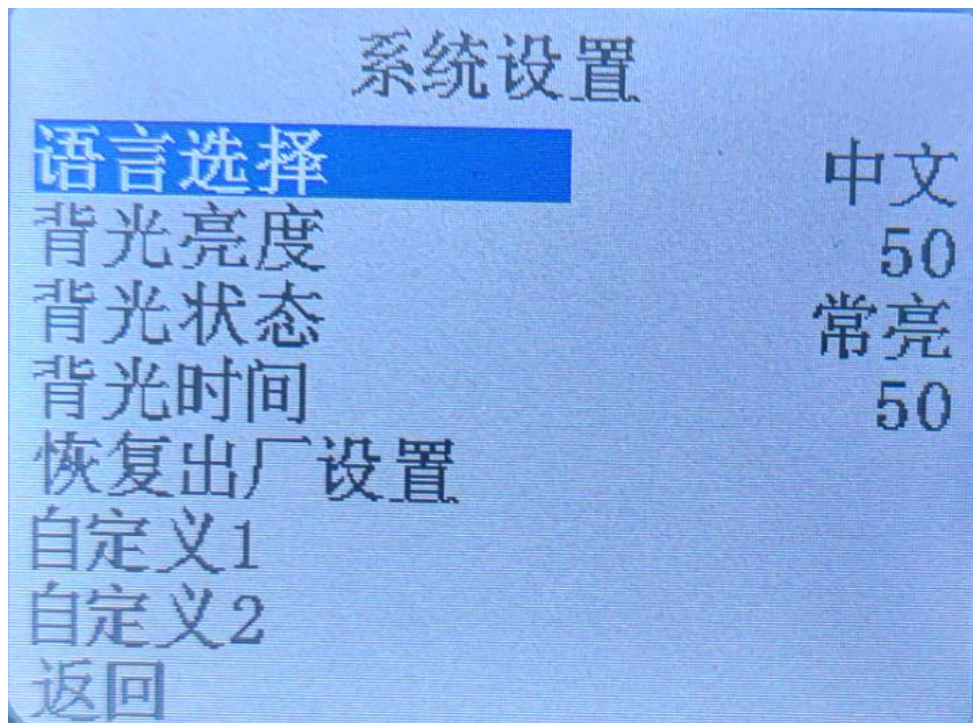 系统设置
语言选择 中文
背光亮度 50
背光状态 常亮
背光时间 50
恢复出厂设置
自定义1
自定义2
返回